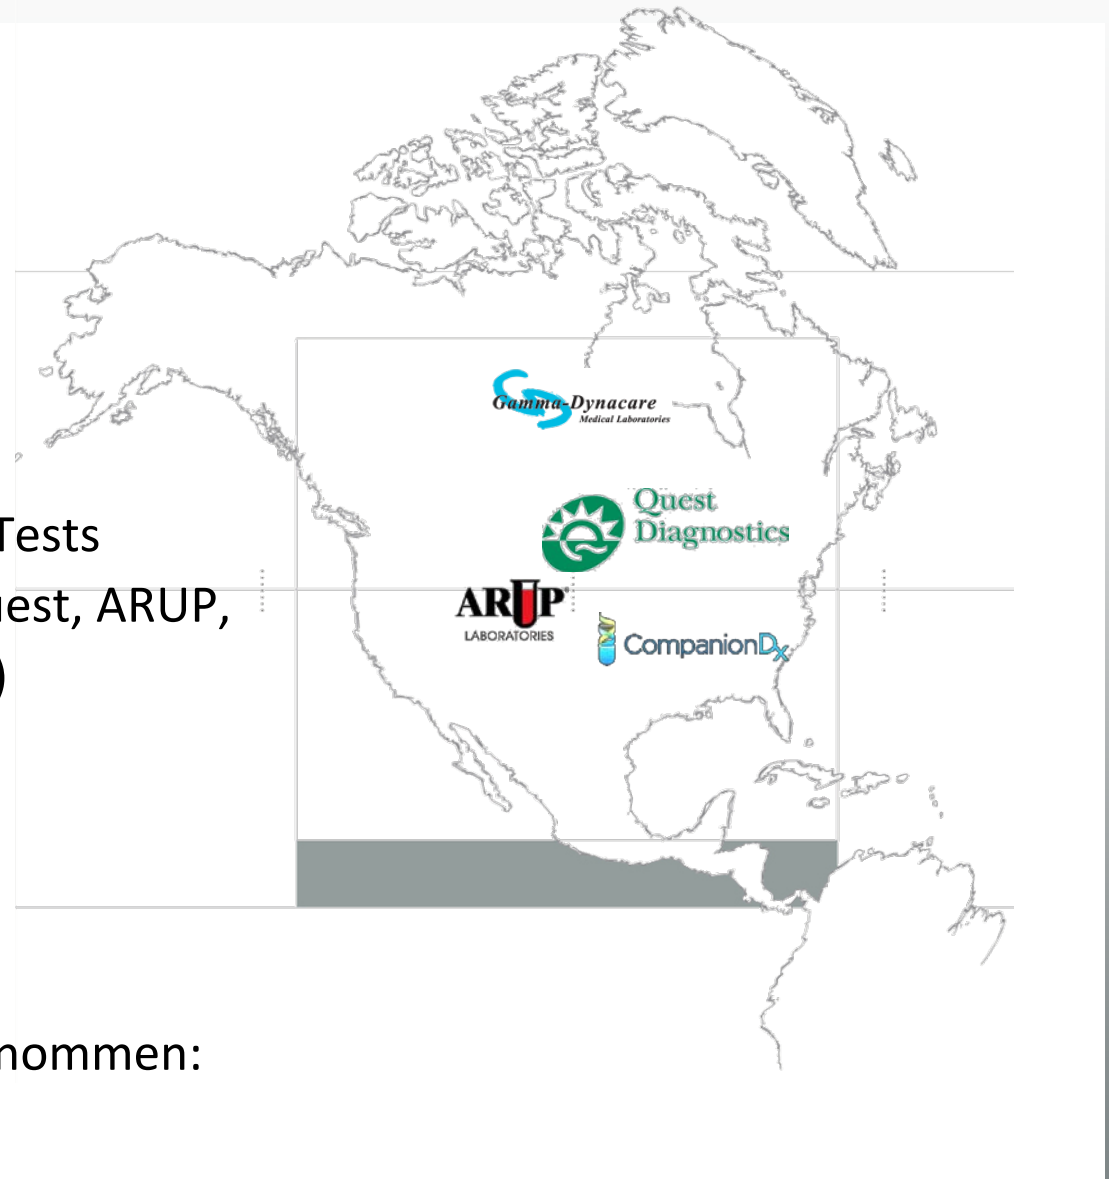 Gamma-Dynacare
Medical Laboratories
Quest
Diagnostics
Tests
est, ARUP,
)
ARUP®
LABORATORIES
CompanionDx
nommen: